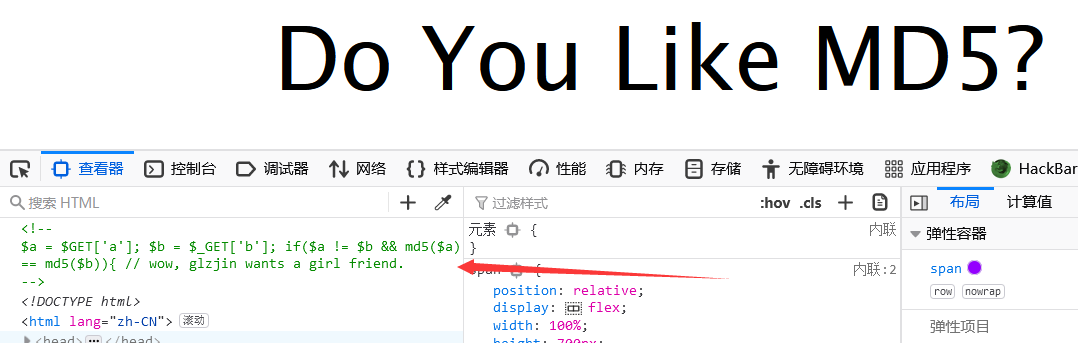 Do You Like MD5?
查看器 控制台 调试器 网络 样式编辑器 性能 内存 存储 无障碍环境 应用程序 HackBar
搜索 HTML
过滤样式 :hov .cls
布局 计算值
<!--
$a = $GET['a']; $b = $_GET['b']; if($a != $b && md5($a)
== md5($b)){ // wow, glzjin wants a girl friend.
-->
<!DOCTYPE html>
<html lang="zh-CN"> 滚动
<head> </head>
元素 { 内联
}
span { 内联:2
position: relative;
display: flex;
width: 100%;
height: 700px;
弹性容器
span
row nowrap
弹性项目